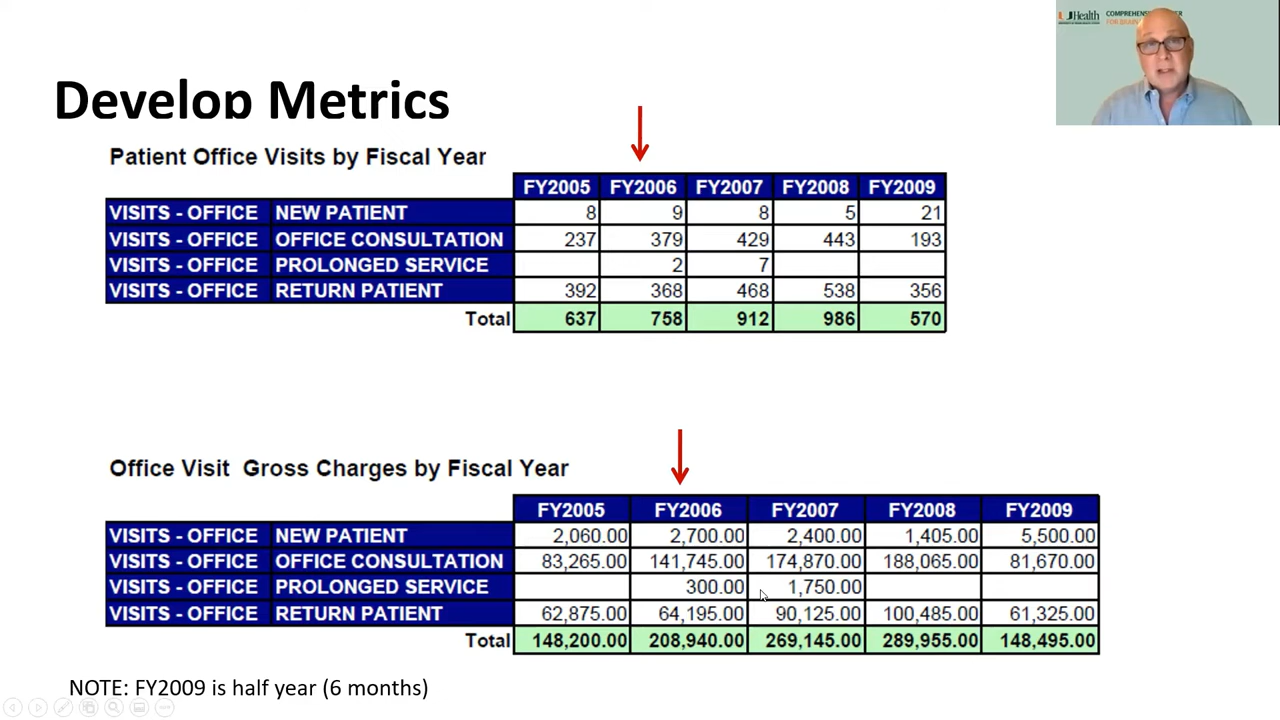 UHealth COMPREHENSIVE
Develop Metrics
Patient Office Visits by Fiscal Year
FY2005 FY2006 FY2007 FY2008 FY2009
VISITS - OFFICE NEW PATIENT 8 9 8 5 21
VISITS - OFFICE OFFICE CONSULTATION 237 379 429 443 193
VISITS - OFFICE PROLONGED SERVICE 2 7
VISITS - OFFICE RETURN PATIENT 392 368 468 538 356
Total 637 758 912 986 570
Office Visit Gross Charges by Fiscal Year
FY2005 FY2006 FY2007 FY2008 FY2009
VISITS - OFFICE NEW PATIENT 2,060.00 2,700.00 2,400.00 1,405.00 5,500.00
VISITS - OFFICE OFFICE CONSULTATION 83,265.00 141,745.00 174,870.00 188,065.00 81,670.00
VISITS - OFFICE PROLONGED SERVICE 300.00 1,750.00
VISITS - OFFICE RETURN PATIENT 62,875.00 64,195.00 90,125.00 100,485.00 61,325.00
Total 148,200.00 208,940.00 269,145.00 289,955.00 148,495.00
NOTE: FY2009 is half year (6 months)